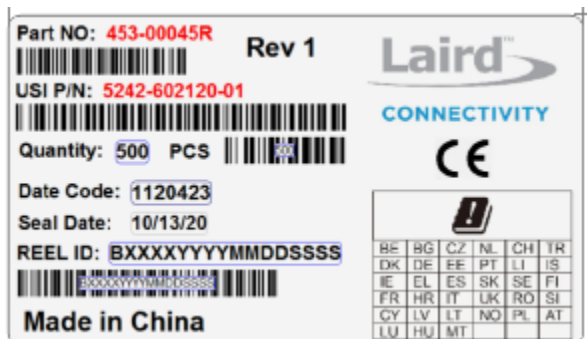 Part NO: 453-00045R
Rev 1
USI P/N: 5242-602120-01
Quantity: 500 PCS
Date Code: 1120423
Seal Date: 10/13/20
REEL ID: BXXXXYYYYMMDDSSSS
BXXXXYYYYMMDDSSSS
Made in China
Laird
CONNECTIVITY
CE
BE BG CZ NL CH TR
DK DE EE PT LI IS
IE EL ES SK SE FI
FR HR IT UK RO SI
CY LV LT NO PL AT
LU HU MT